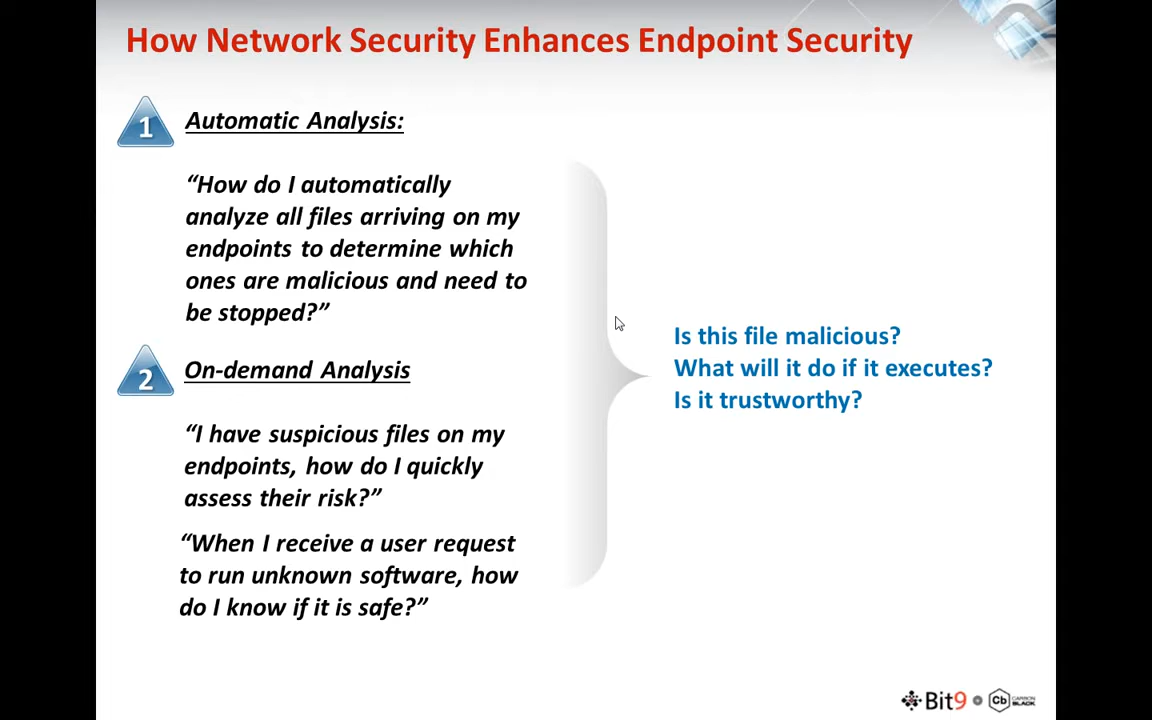 How Network Security Enhances Endpoint Security
1
Automatic Analysis:
“How do I automatically
analyze all files arriving on my
endpoints to determine which
ones are malicious and need to
be stopped?”
2
On-demand Analysis
“I have suspicious files on my
endpoints, how do I quickly
assess their risk?”
“When I receive a user request
to run unknown software, how
do I know if it is safe?”
Is this file malicious?
What will it do if it executes?
Is it trustworthy?
Bit9
Cb
CARBON
BLACK